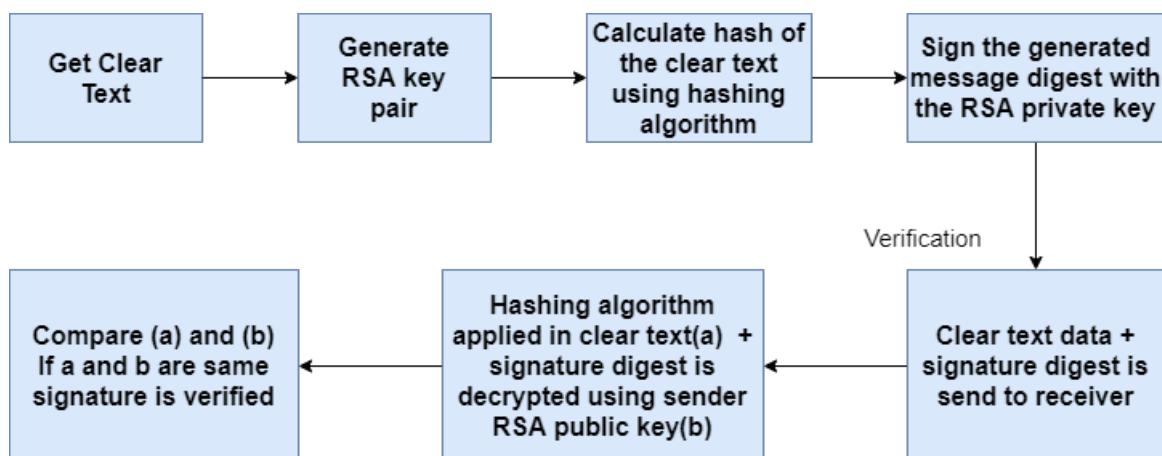 Get Clear
Text
Generate
RSA key
pair
Calculate hash of
the clear text
using hashing
algorithm
Sign the generated
message digest with
the RSA private key
Verification
Clear text data +
signature digest is
send to receiver
Hashing algorithm
applied in clear text(a) +
signature digest is
decrypted using sender
RSA public key(b)
Compare (a) and (b)
If a and b are same
signature is verified